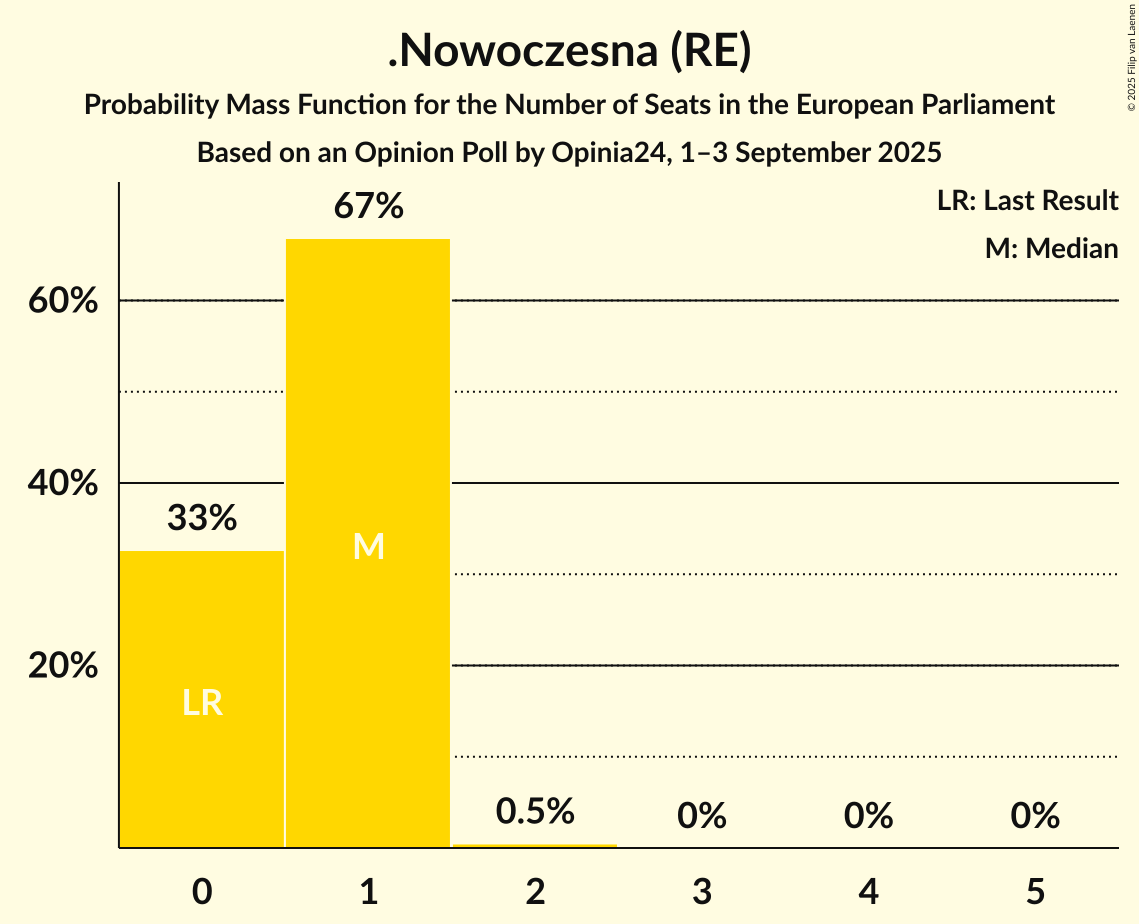 .Nowoczesna (RE)
Probability Mass Function for the Number of Seats in the European Parliament
Based on an Opinion Poll by Opinia24, 1–3 September 2025
© 2025 Filip van Laenen
LR: Last Result
M: Median
60%
40%
20%
33%
67%
0.5%
0%
0%
0%
LR
M
0
1
2
3
4
5